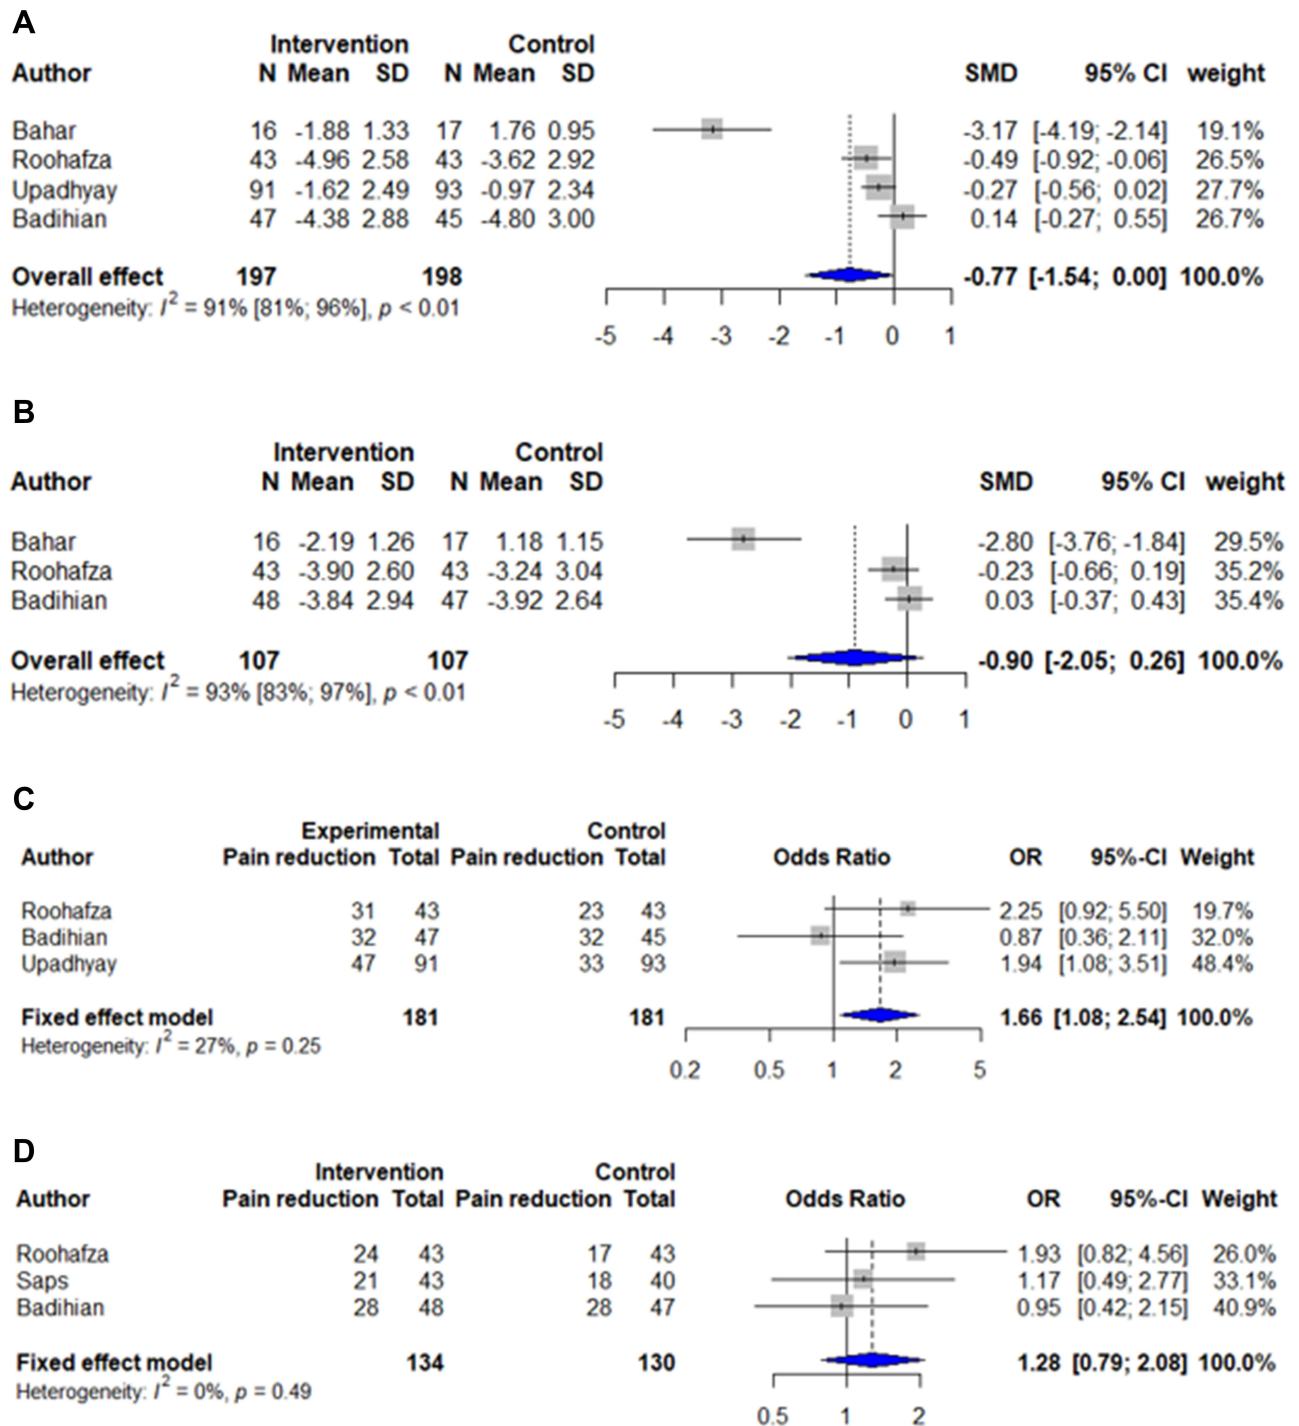 A
Intervention Control
Author N Mean SD N Mean SD SMD 95% CI weight
Bahar 16 -1.88 1.33 17 1.76 0.95 -3.17 [-4.19; -2.14] 19.1%
Roohafza 43 -4.96 2.58 43 -3.62 2.92 -0.49 [-0.92; -0.06] 26.5%
Upadhyay 91 -1.62 2.49 93 -0.97 2.34 -0.27 [-0.56; 0.02] 27.7%
Badihian 47 -4.38 2.88 45 -4.80 3.00 0.14 [-0.27; 0.55] 26.7%
Overall effect 197 198 -0.77 [-1.54; 0.00] 100.0%
Heterogeneity: I² = 91% [81%; 96%], p < 0.01
-5 -4 -3 -2 -1 0 1
B
Intervention Control
Author N Mean SD N Mean SD SMD 95% CI weight
Bahar 16 -2.19 1.26 17 1.18 1.15 -2.80 [-3.76; -1.84] 29.5%
Roohafza 43 -3.90 2.60 43 -3.24 3.04 -0.23 [-0.66; 0.19] 35.2%
Badihian 48 -3.84 2.94 47 -3.92 2.64 0.03 [-0.37; 0.43] 35.4%
Overall effect 107 107 -0.90 [-2.05; 0.26] 100.0%
Heterogeneity: I² = 93% [83%; 97%], p < 0.01
-5 -4 -3 -2 -1 0 1
C
Experimental Control
Author Pain reduction Total Pain reduction Total Odds Ratio OR 95%-CI Weight
Roohafza 31 43 23 43 2.25 [0.92; 5.50] 19.7%
Badihian 32 47 32 45 0.87 [0.36; 2.11] 32.0%
Upadhyay 47 91 33 93 1.94 [1.08; 3.51] 48.4%
Fixed effect model 181 181 1.66 [1.08; 2.54] 100.0%
Heterogeneity: I² = 27%, p = 0.25
0.2 0.5 1 2 5
D
Intervention Control
Author Pain reduction Total Pain reduction Total Odds Ratio OR 95%-CI Weight
Roohafza 24 43 17 43 1.93 [0.82; 4.56] 26.0%
Saps 21 43 18 40 1.17 [0.49; 2.77] 33.1%
Badihian 28 48 28 47 0.95 [0.42; 2.15] 40.9%
Fixed effect model 134 130 1.28 [0.79; 2.08] 100.0%
Heterogeneity: I² = 0%, p = 0.49
0.5 1 2